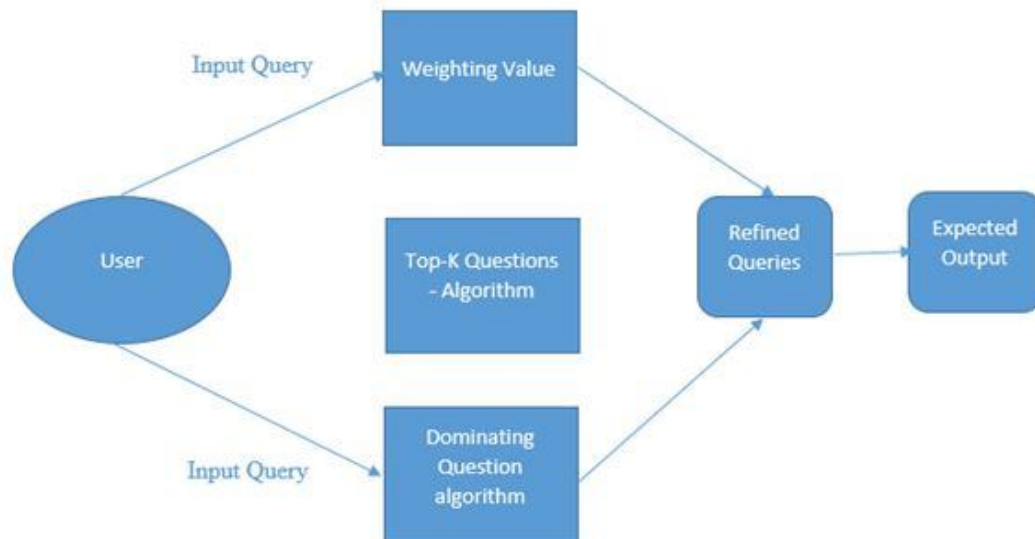 Input Query
Weighting Value
User
Top-K Questions
- Algorithm
Refined
Queries
Expected
Output
Input Query
Dominating
Question
algorithm